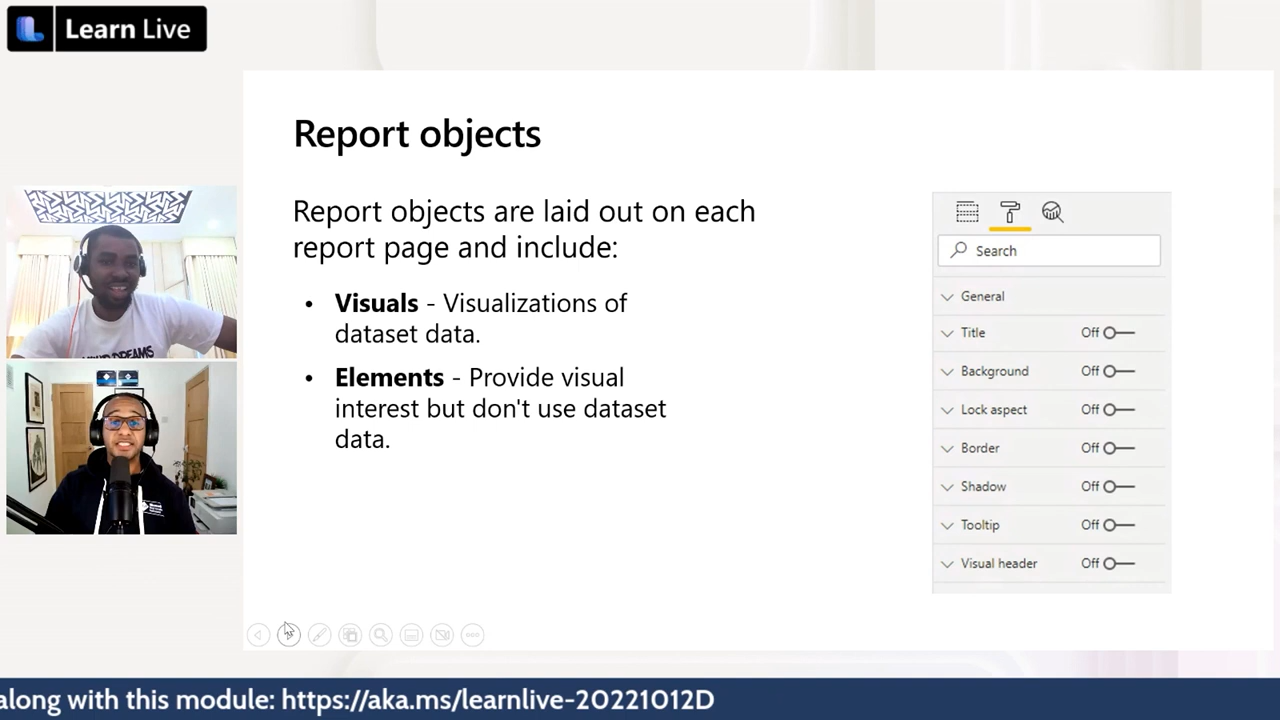 Learn Live
Report objects
Report objects are laid out on each
report page and include:
• Visuals - Visualizations of
dataset data.
• Elements - Provide visual
interest but don't use dataset
data.
Search
General
Title Off
Background Off
Lock aspect Off
Border Off
Shadow Off
Tooltip Off
Visual header Off
along with this module: https://aka.ms/learnlive-20221012D